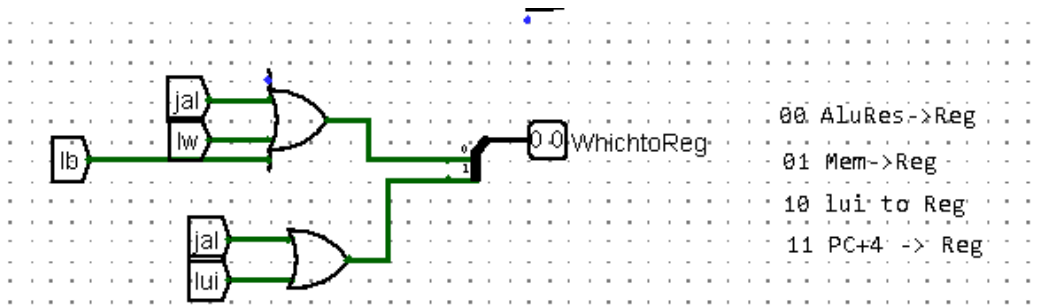 jal
lw
lb
0
1
0 0 WhichtoReg
jal
lui
00 AluRes->Reg
01 Mem->Reg
10 lui to Reg
11 PC+4 -> Reg